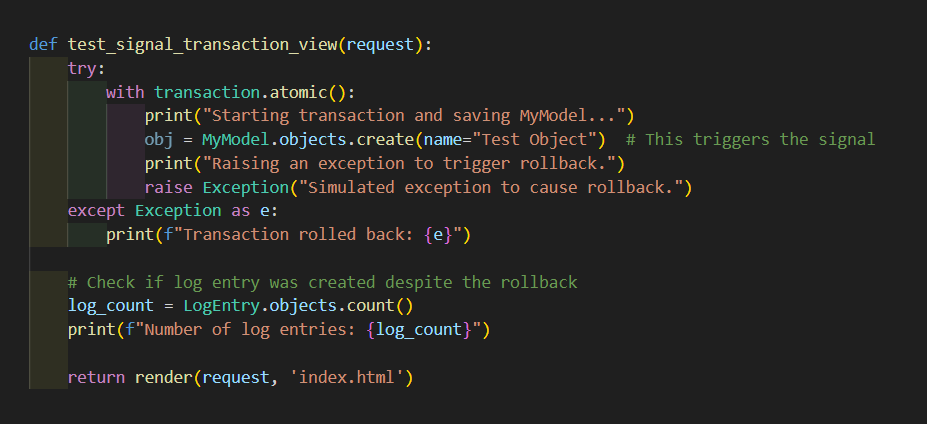 def test_signal_transaction_view(request):
    try:
        with transaction.atomic():
            print("Starting transaction and saving MyModel...")
            obj = MyModel.objects.create(name="Test Object")  # This triggers the signal
            print("Raising an exception to trigger rollback.")
            raise Exception("Simulated exception to cause rollback.")
    except Exception as e:
        print(f"Transaction rolled back: {e}")

    # Check if log entry was created despite the rollback
    log_count = LogEntry.objects.count()
    print(f"Number of log entries: {log_count}")

    return render(request, 'index.html')